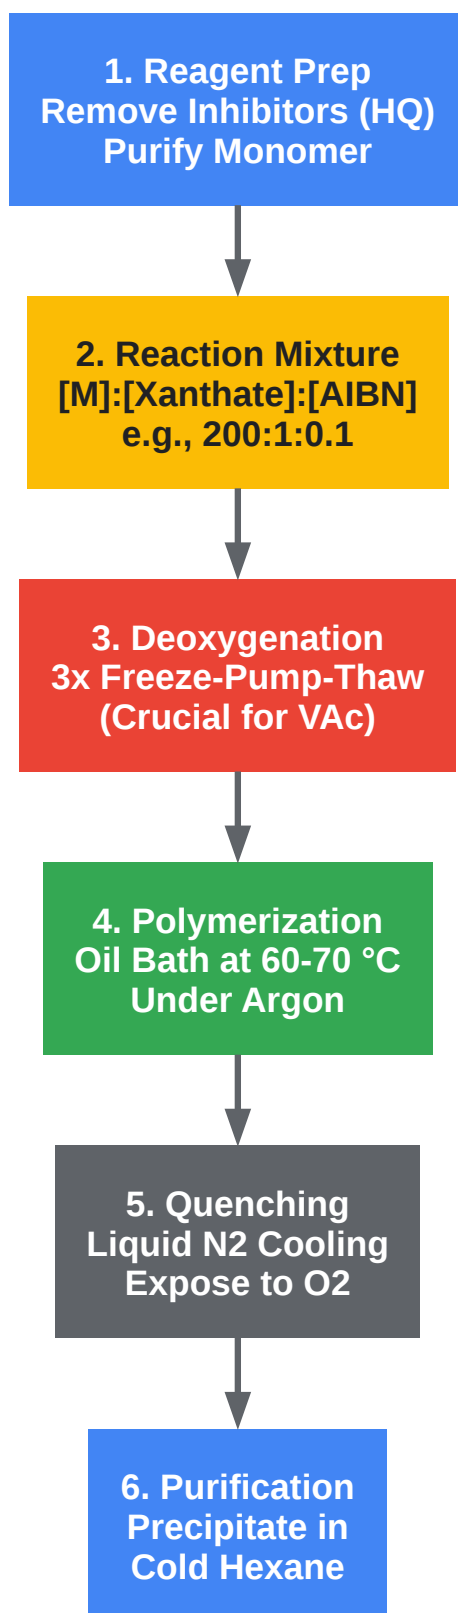 1. Reagent Prep
Remove Inhibitors (HQ)
Purify Monomer
2. Reaction Mixture
[M]:[Xanthate]:[AIBN]
e.g., 200:1:0.1
3. Deoxygenation
3x Freeze-Pump-Thaw
(Crucial for VAc)
4. Polymerization
Oil Bath at 60-70 °C
Under Argon
5. Quenching
Liquid N2 Cooling
Expose to O2
6. Purification
Precipitate in
Cold Hexane